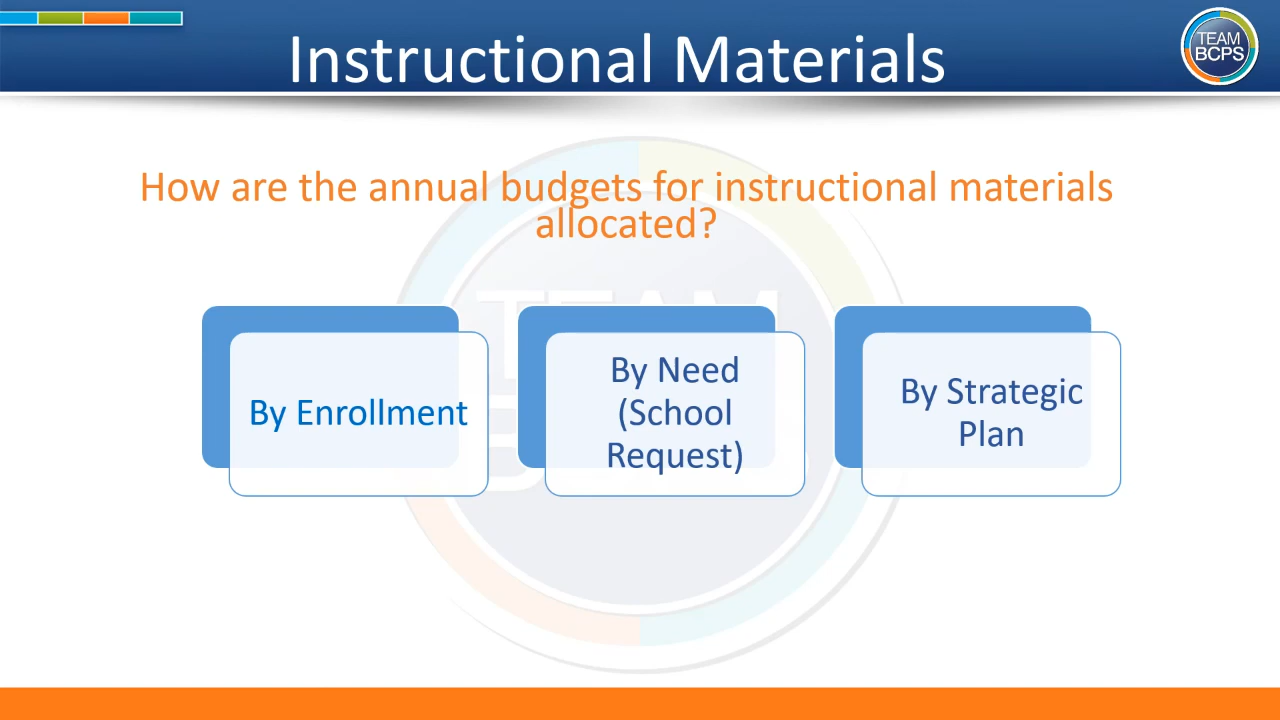 Instructional Materials
TEAM
BCPS
How are the annual budgets for instructional materials
allocated?
TEAM
By Enrollment
By Need
(School
Request)
By Strategic
Plan